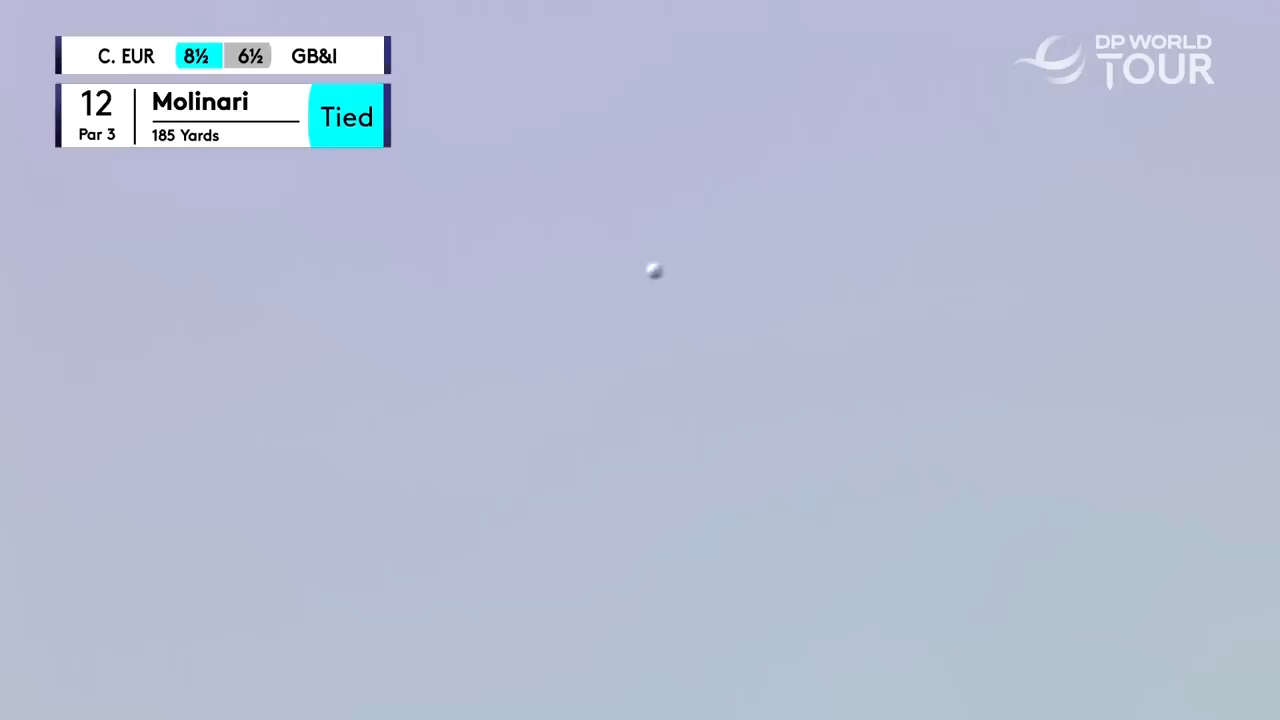 C. EUR 8½ 6½ GB&I
12 Molinari Tied
Par 3 185 Yards
DP WORLD
TOUR